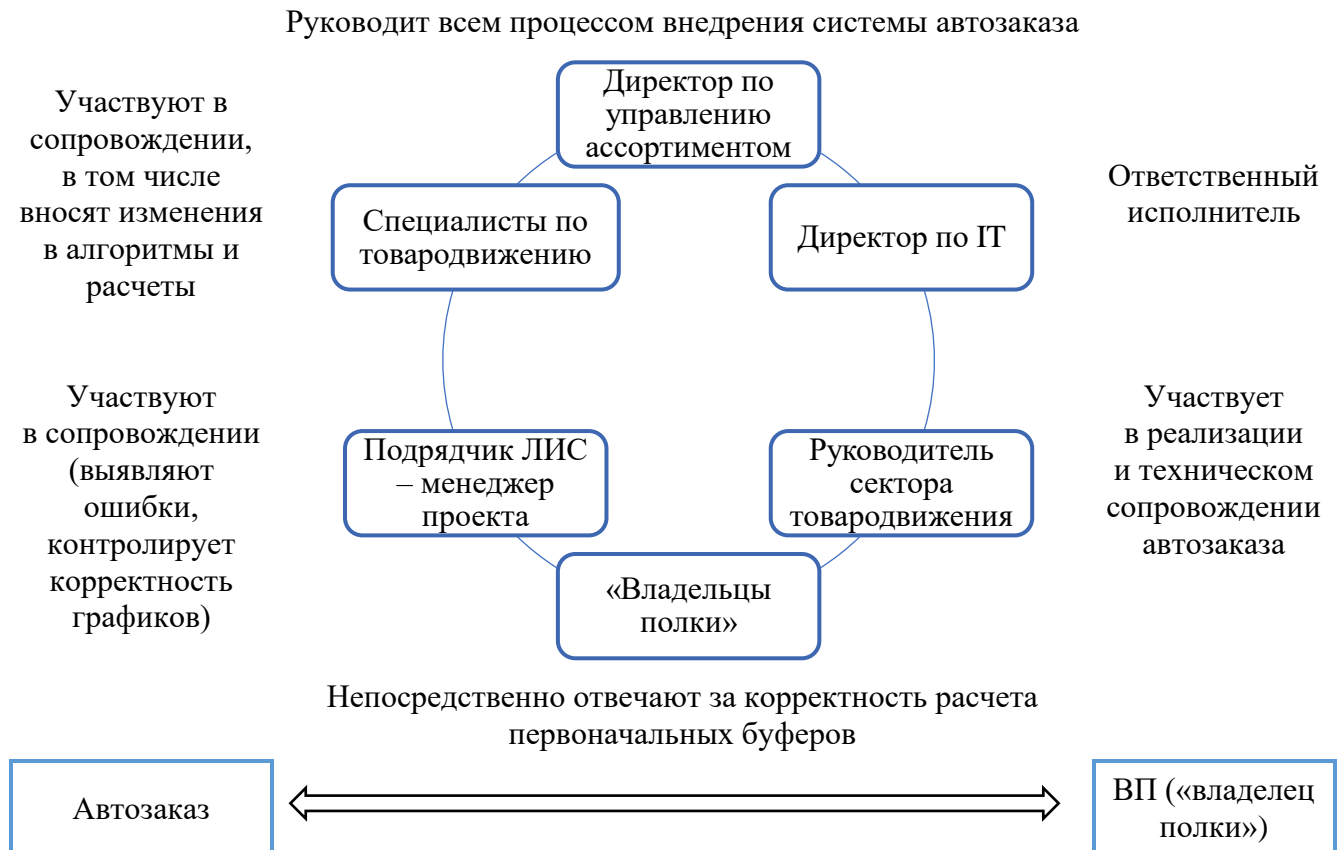 Руководит всем процессом внедрения системы автозаказа
Директор по
управлению
ассортиментом
Участвуют в
сопровождении,
в том числе
вносят изменения
в алгоритмы и
расчеты
Специалисты по
товародвижению
Директор по IT
Ответственный
исполнитель
Участвуют
в сопровождении
(выявляют
ошибки,
контролирует
корректность
графиков)
Подрядчик ЛИС
– менеджер
проекта
Руководитель
сектора
товародвижения
Участвует
в реализации
и техническом
сопровождении
автозаказа
«Владельцы
полки»
Непосредственно отвечают за корректность расчета
первоначальных буферов
Автозаказ
ВП («владелец
полки»)